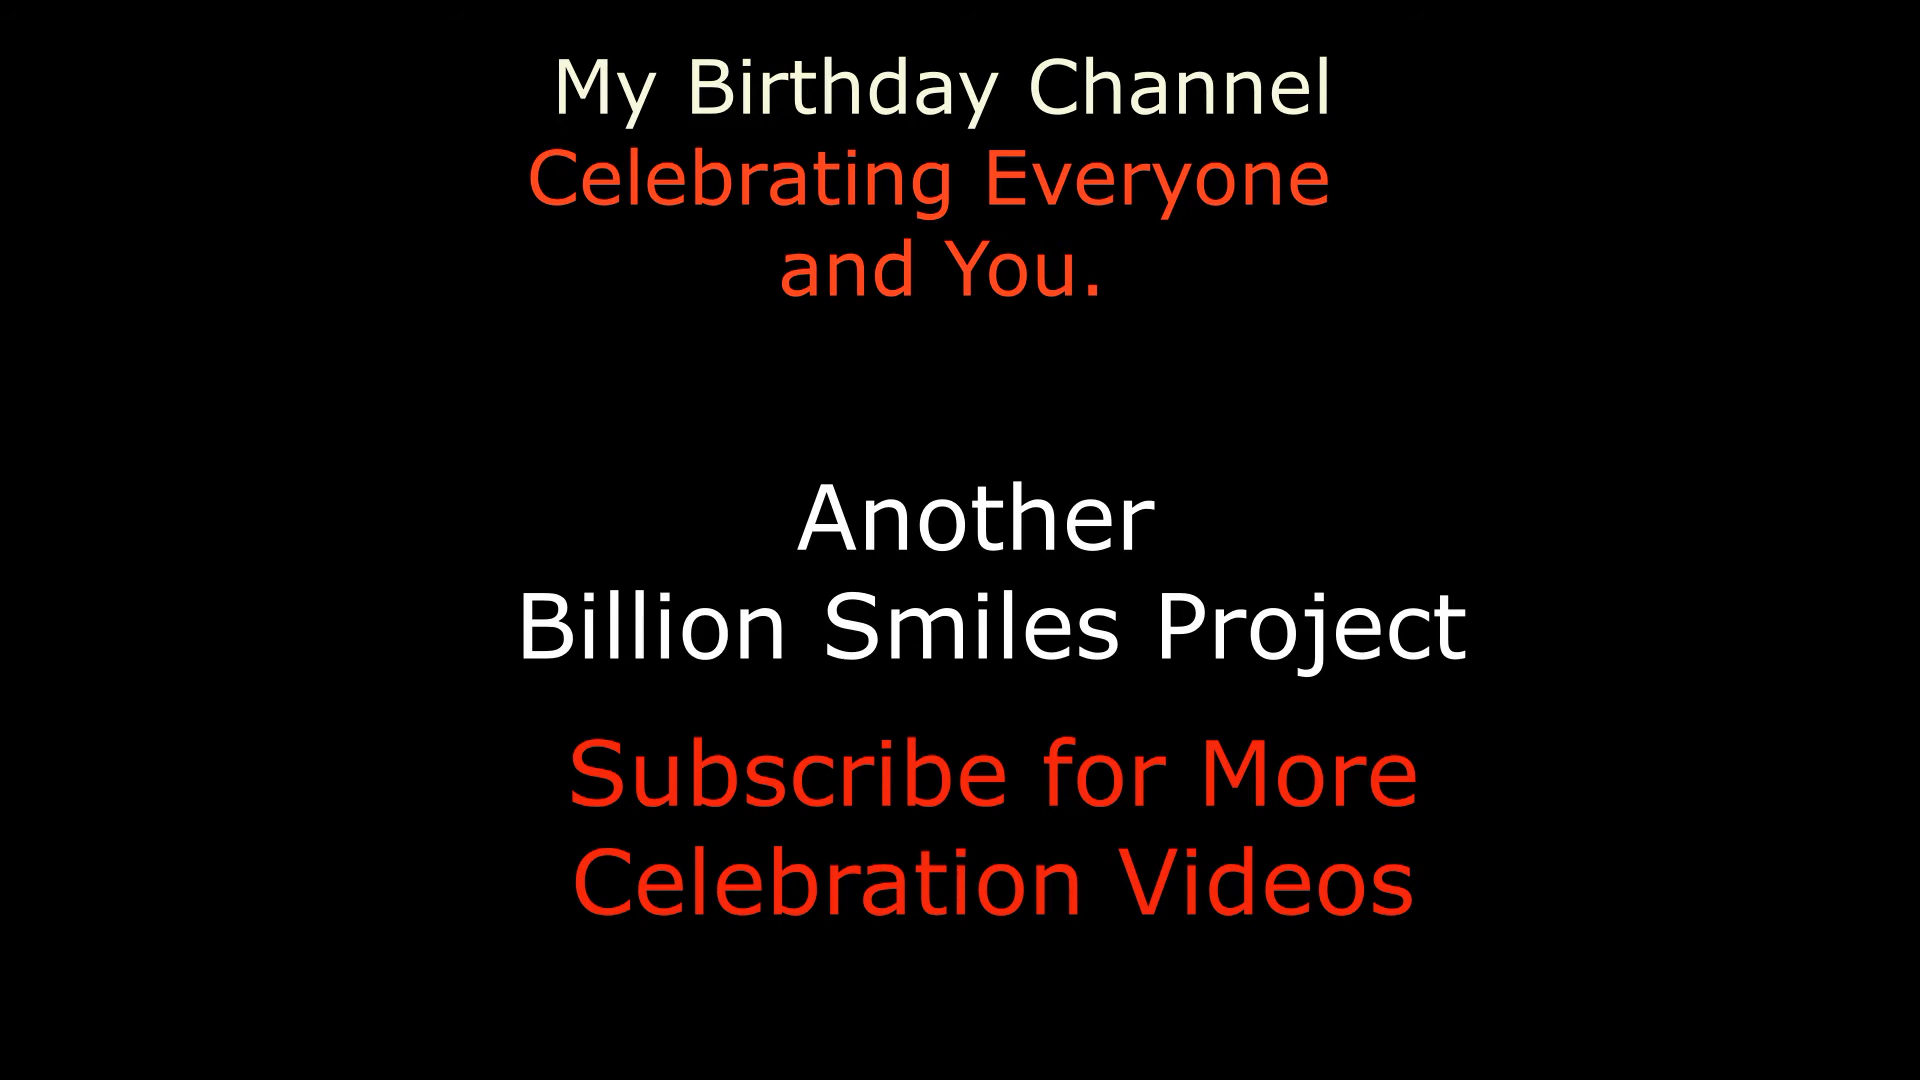 My Birthday Channel
Celebrating Everyone
and You.
Another
Billion Smiles Project
Subscribe for More
Celebration Videos